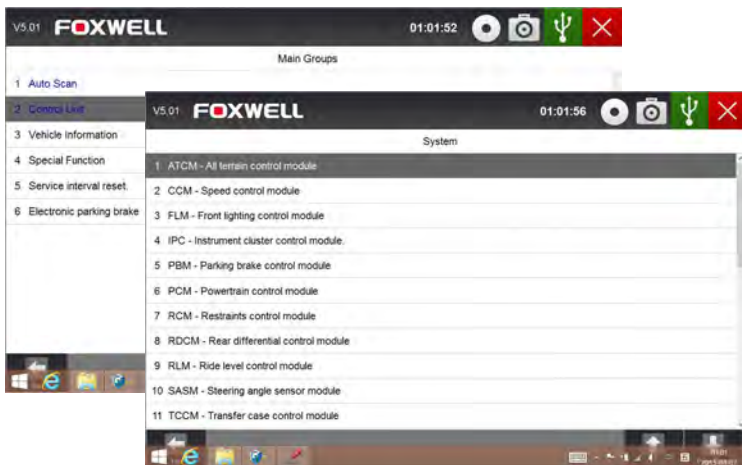 V5.01 FOXWELL 01:01:52
Main Groups
1 Auto Scan
2 Control Unit
3 Vehicle Information
4 Special Function
5 Service interval reset.
6 Electronic parking brake
V5.01 FOXWELL 01:01:56
System
1 ATCM - All terrain control module
2 CCM - Speed control module
3 FLM - Front lighting control module
4 IPC - Instrument cluster control module.
5 PBM - Parking brake control module
6 PCM - Powertrain control module
7 RCM - Restraints control module
8 RDCM - Rear differential control module
9 RLM - Ride level control module
10 SASM - Steering angle sensor module
11 TCCM - Transfer case control module